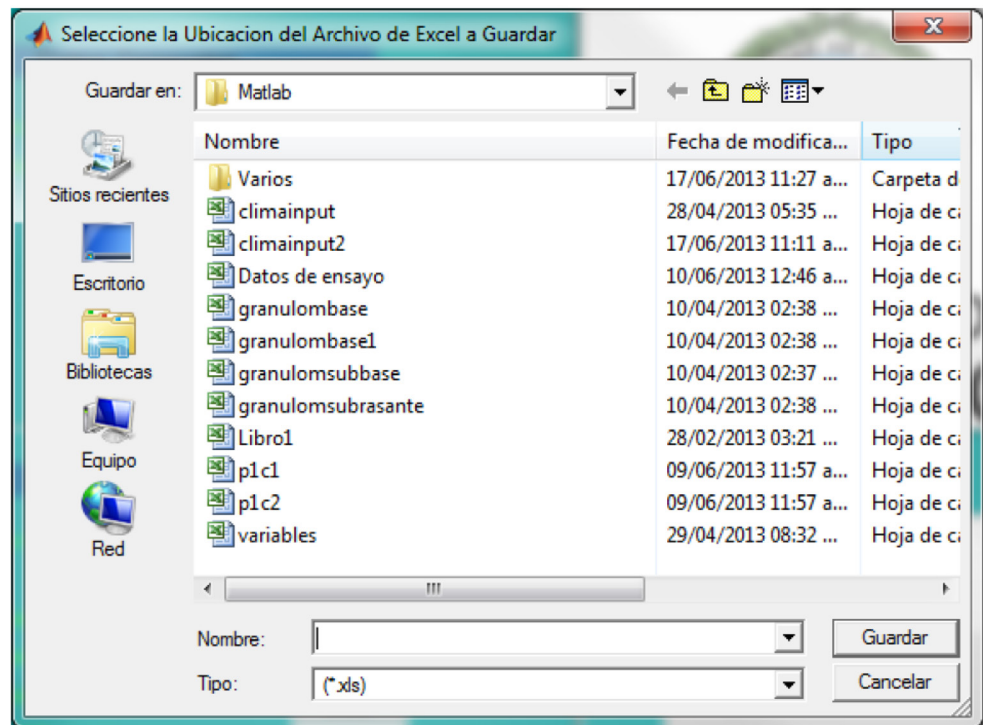 Seleccione la Ubicacion del Archivo de Excel a Guardar
Guardar en: Matlab
Nombre Fecha de modifica... Tipo
Sitios recientes
Escritorio
Bibliotecas
Equipo
Red
Varios 17/06/2013 11:27 a... Carpeta d
climainput 28/04/2013 05:35 ... Hoja de
climainput2 17/06/2013 11:11 a... Hoja de
Datos de ensayo 10/06/2013 12:46 a... Hoja de
granulombase 10/04/2013 02:38 ... Hoja de
granulombase1 10/04/2013 02:38 ... Hoja de
granulomsubbase 10/04/2013 02:37 ... Hoja de
granulomsubrasante 10/04/2013 02:38 ... Hoja de
Libro1 28/02/2013 03:21 ... Hoja de
p1c1 09/06/2013 11:57 a... Hoja de
p1c2 09/06/2013 11:57 a... Hoja de
variables 29/04/2013 08:32 ... Hoja de
Nombre: Guardar
Tipo: (*.xls) Cancelar